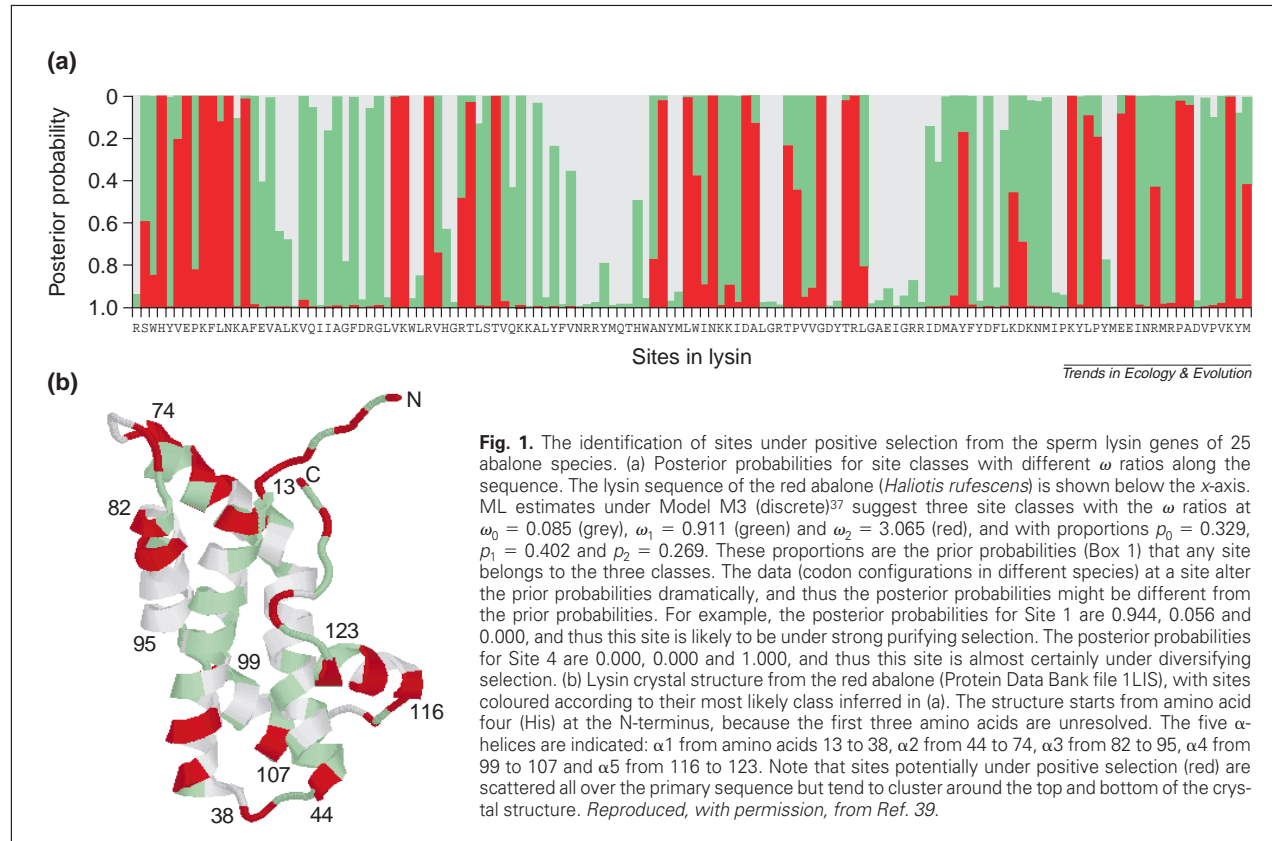 (a)
Posterior probability
0
0.2
0.4
0.6
0.8
1.0
RSWHYVEPKFLNKAFEVALKVQIIAGFDRGLVKWLRVHGRTLSTVQKKALYFVNRRYMQTHWANYMLWINKKIDALGRTPVVGDYTRLGAEIGRRIDMAYFYDFLKDKNMIPKYLPYMEEINRMRPADVPVKYM
Sites in lysin
Trends in Ecology & Evolution
(b)
74
N
C
13
82
95
99
123
116
107
38
44
Fig. 1. The identification of sites under positive selection from the sperm lysin genes of 25
abalone species. (a) Posterior probabilities for site classes with different ω ratios along the
sequence. The lysin sequence of the red abalone (Haliotis rufescens) is shown below the x-axis.
ML estimates under Model M3 (discrete)37 suggest three site classes with the ω ratios at
ω0 = 0.085 (grey), ω1 = 0.911 (green) and ω2 = 3.065 (red), and with proportions p0 = 0.329,
p1 = 0.402 and p2 = 0.269. These proportions are the prior probabilities (Box 1) that any site
belongs to the three classes. The data (codon configurations in different species) at a site alter
the prior probabilities dramatically, and thus the posterior probabilities might be different from
the prior probabilities. For example, the posterior probabilities for Site 1 are 0.944, 0.056 and
0.000, and thus this site is likely to be under strong purifying selection. The posterior probabilities
for Site 4 are 0.000, 0.000 and 1.000, and thus this site is almost certainly under diversifying
selection. (b) Lysin crystal structure from the red abalone (Protein Data Bank file 1LIS), with sites
coloured according to their most likely class inferred in (a). The structure starts from amino acid
four (His) at the N-terminus, because the first three amino acids are unresolved. The five α-
helices are indicated: α1 from amino acids 13 to 38, α2 from 44 to 74, α3 from 82 to 95, α4 from
99 to 107 and α5 from 116 to 123. Note that sites potentially under positive selection (red) are
scattered all over the primary sequence but tend to cluster around the top and bottom of the crys-
tal structure. Reproduced, with permission, from Ref. 39.